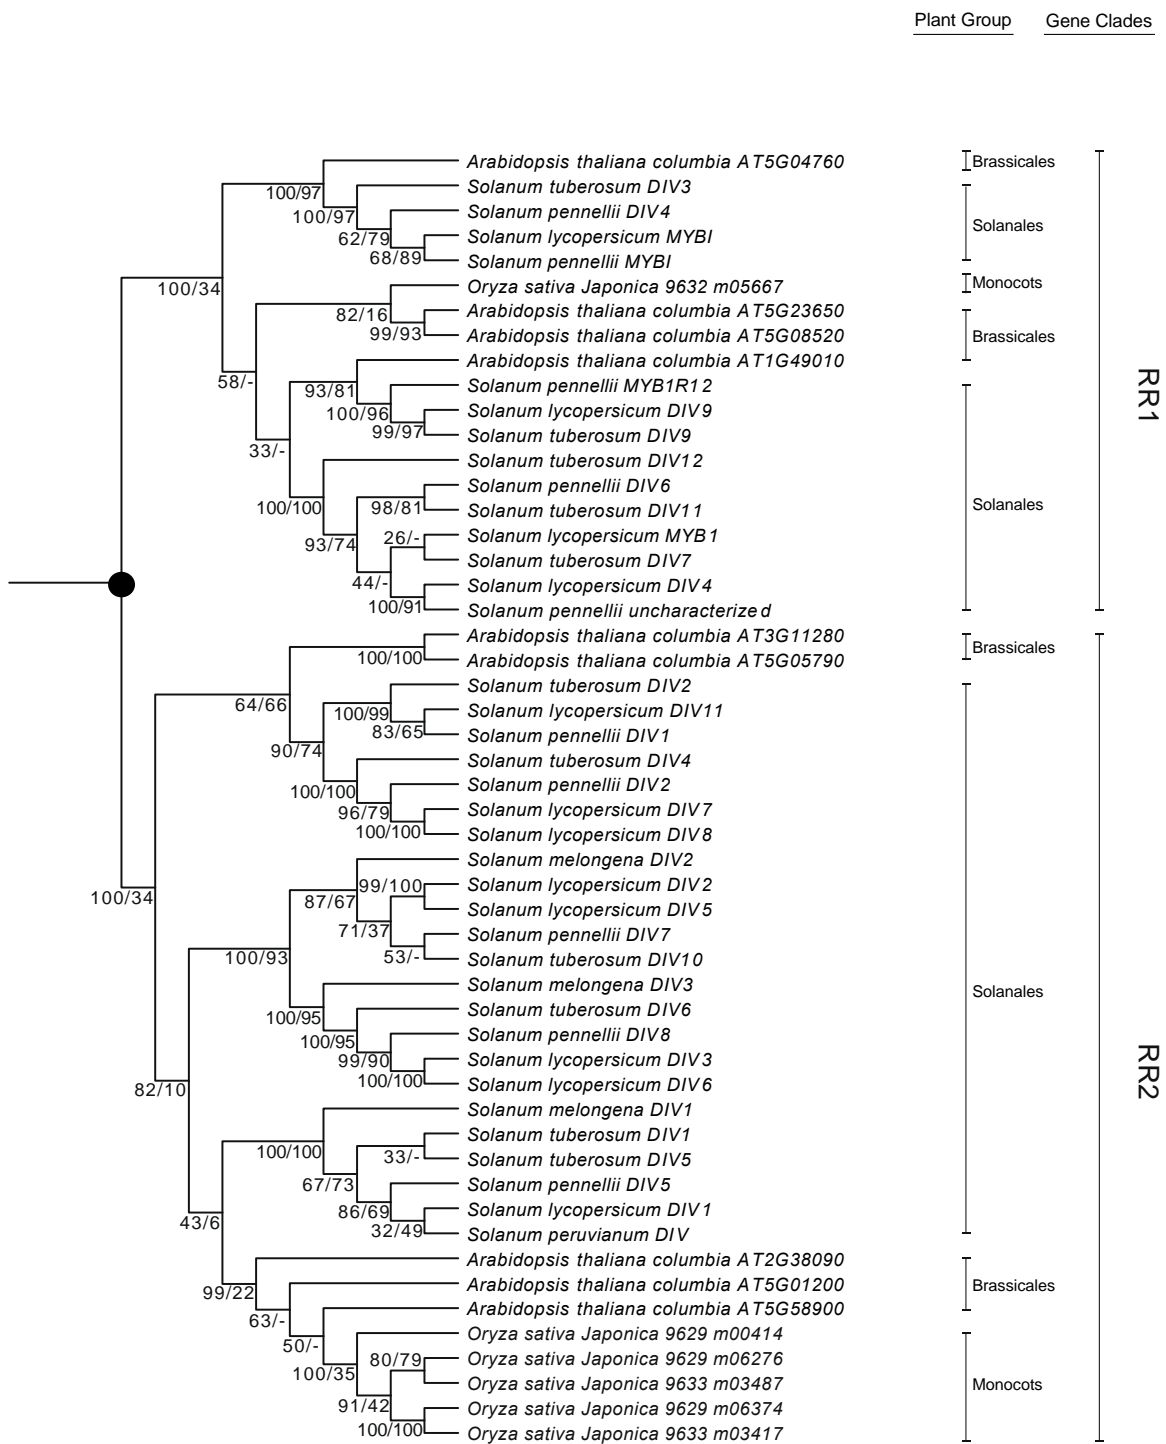 Plant Group Gene Clades
Arabidopsis thaliana columbia AT5G04760 Brassicales
100/97 Solanum tuberosum DIV3
100/97 Solanum pennellii DIV4 Solanales
62/79 Solanum lycopersicum MYBI
68/89 Solanum pennellii MYBI
100/34 Oryza sativa Japonica 9632 m05667 Monocots
82/16 Arabidopsis thaliana columbia AT5G23650
99/93 Arabidopsis thaliana columbia AT5G08520 Brassicales
Arabidopsis thaliana columbia AT1G49010
58/- 93/81 Solanum pennellii MYB1R12
100/96 Solanum lycopersicum DIV9
99/97 Solanum tuberosum DIV9
33/- Solanum tuberosum DIV12
Solanum pennellii DIV6
100/100 98/81 Solanum tuberosum DIV11 Solanales
93/74 26/- Solanum lycopersicum MYB1
Solanum tuberosum DIV7
44/- Solanum lycopersicum DIV4
100/91 Solanum pennellii uncharacterized
RR1
Arabidopsis thaliana columbia AT3G11280 Brassicales
100/100 Arabidopsis thaliana columbia AT5G05790
Solanum tuberosum DIV2
64/66 100/99 Solanum lycopersicum DIV11
83/65 Solanum pennellii DIV1
90/74 Solanum tuberosum DIV4
100/100 Solanum pennellii DIV2
96/79 Solanum lycopersicum DIV7
100/100 Solanum lycopersicum DIV8
Solanum melongena DIV2
99/100 Solanum lycopersicum DIV2
100/34 87/67 Solanum lycopersicum DIV5
71/37 Solanum pennellii DIV7
100/93 53/- Solanum tuberosum DIV10
Solanum melongena DIV3 Solanales
100/95 Solanum tuberosum DIV6
100/95 Solanum pennellii DIV8
99/90 Solanum lycopersicum DIV3
100/100 Solanum lycopersicum DIV6
82/10 Solanum melongena DIV1
Solanum tuberosum DIV1
100/100 33/- Solanum tuberosum DIV5
67/73 Solanum pennellii DIV5
86/69 Solanum lycopersicum DIV1
43/6 32/49 Solanum peruvianum DIV
Arabidopsis thaliana columbia AT2G38090
99/22 Arabidopsis thaliana columbia AT5G01200 Brassicales
63/- Arabidopsis thaliana columbia AT5G58900
50/- Oryza sativa Japonica 9629 m00414
100/35 80/79 Oryza sativa Japonica 9629 m06276
Oryza sativa Japonica 9633 m03487 Monocots
91/42 Oryza sativa Japonica 9629 m06374
100/100 Oryza sativa Japonica 9633 m03417
RR2